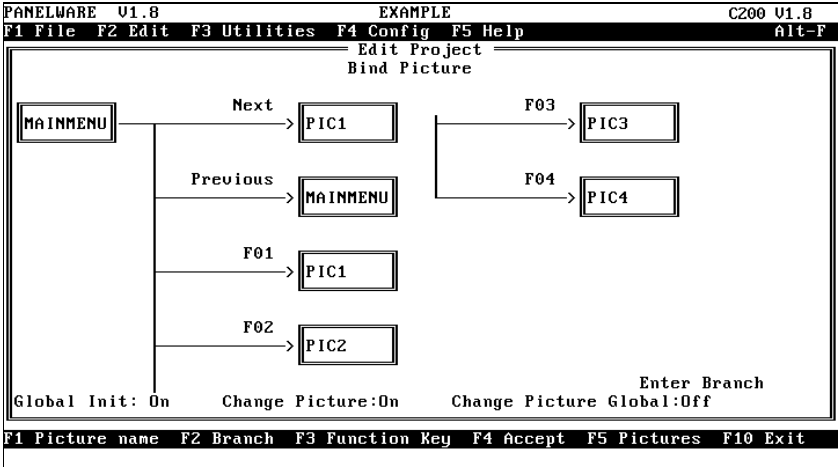 PANELWARE V1.8 EXAMPLE C200 V1.8
F1 File F2 Edit F3 Utilities F4 Config F5 Help Alt-F
Edit Project
Bind Picture
Next F03
MAINMENU PIC1 PIC3
Previous F04
MAINMENU PIC4
F01
PIC1
F02
PIC2
Enter Branch
Global Init: On Change Picture:On Change Picture Global:Off
F1 Picture name F2 Branch F3 Function Key F4 Accept F5 Pictures F10 Exit